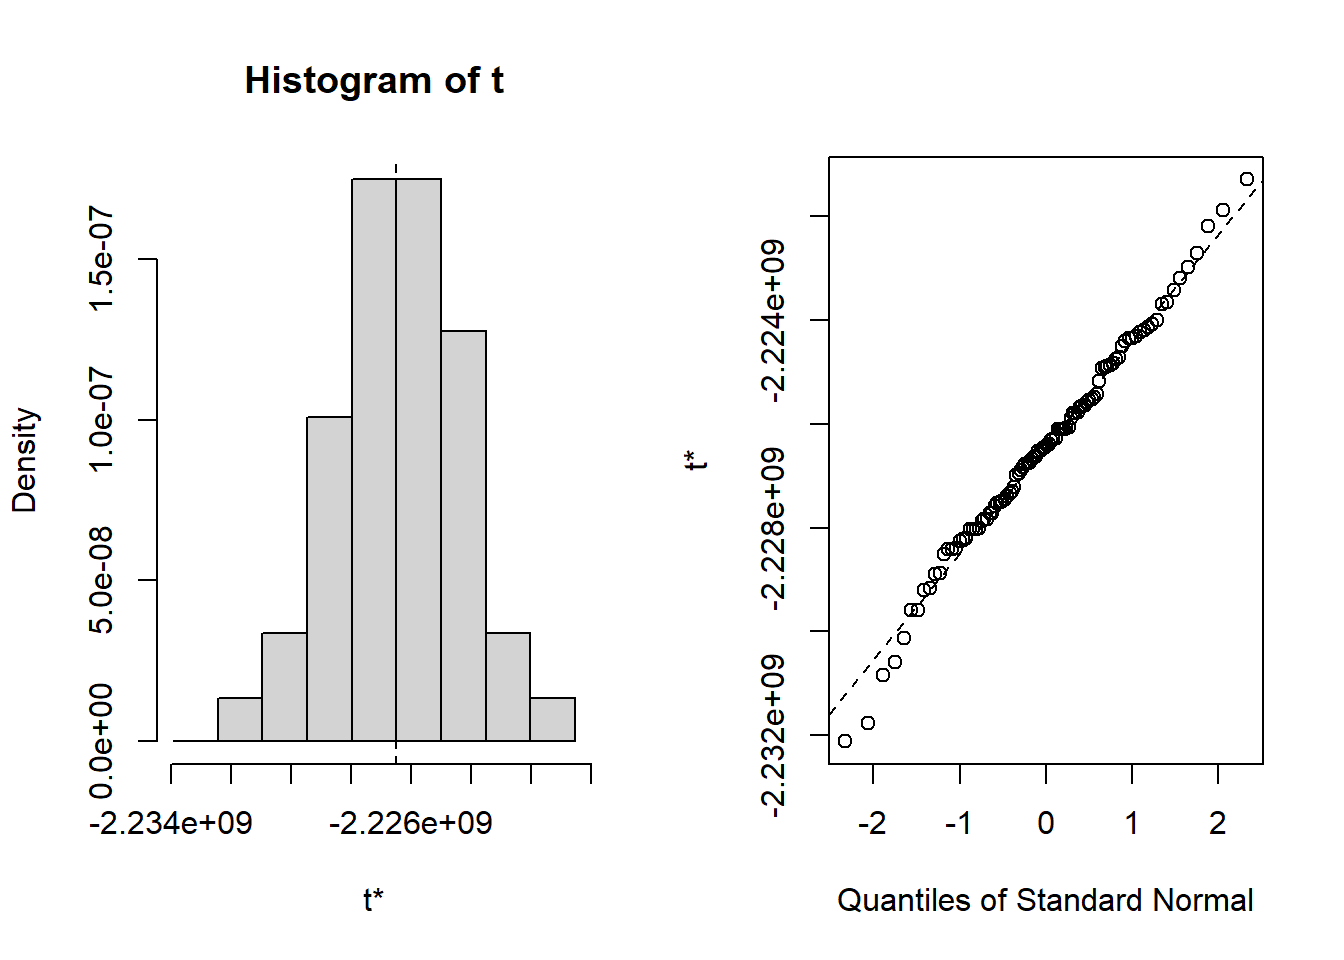 Histogram of t
Density
0.0e+00 5.0e-08 1.0e-07 1.5e-07
-2.234e+09 -2.226e+09
t*
t*
-2.232e+09 -2.228e+09 -2.224e+09
-2 -1 0 1 2
Quantiles of Standard Normal